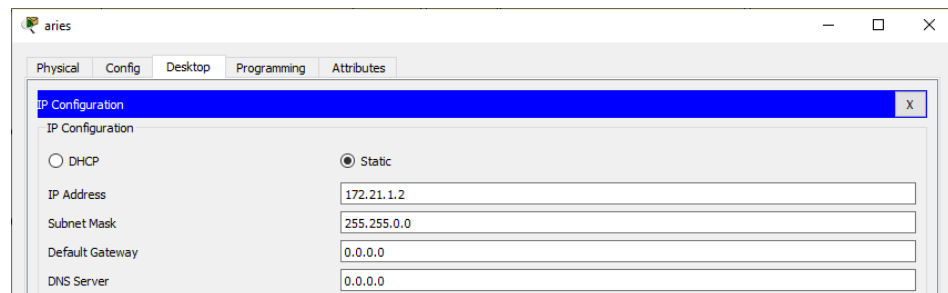 aries
Physical Config Desktop Programming Attributes
IP Configuration X
IP Configuration
DHCP Static
IP Address 172.21.1.2
Subnet Mask 255.255.0.0
Default Gateway 0.0.0.0
DNS Server 0.0.0.0